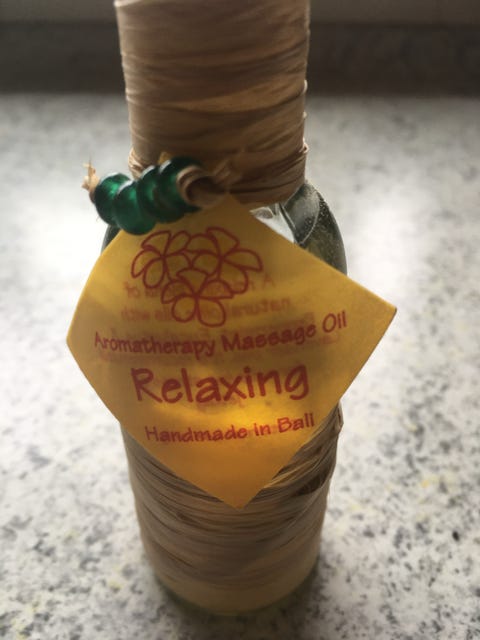 Aromatherapy Massage Oil
Relaxing
Handmade in Bali